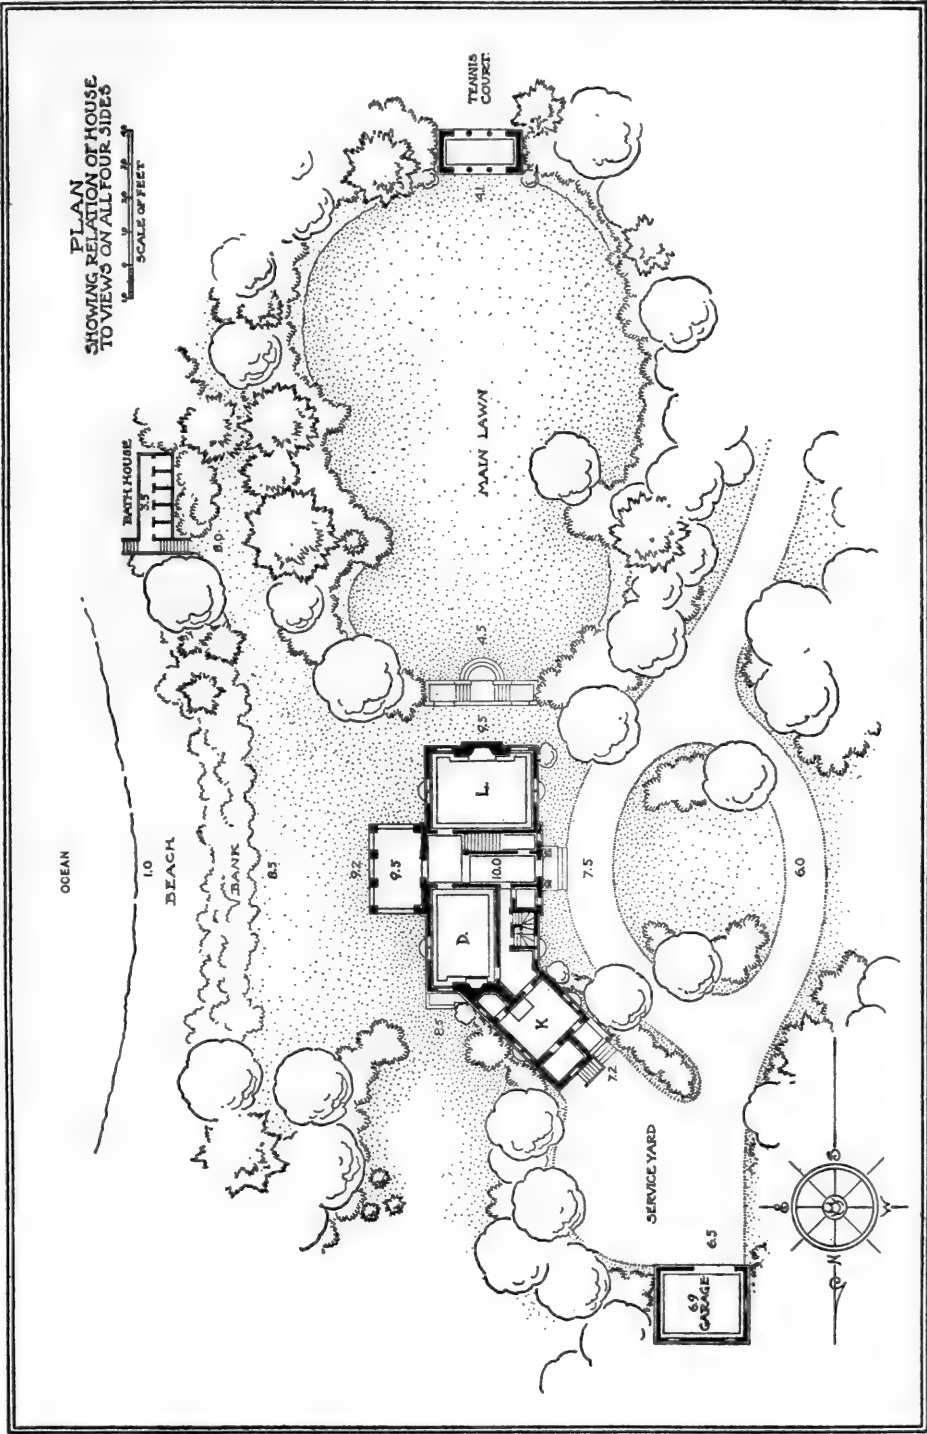 PLAN
SHOWING RELATION OF HOUSE
TO VIEWS ON ALL FOUR SIDES
SCALE OF FEET
TENNIS
COURT.
4.1
MAIN LAWN
BATH HOUSE
3.5
8.0
4.5
9.5
L.
OCEAN
1.0
BEACH
BANK
8.5
9.2
9.5
10.0
7.5
6.0
D.
8.5
K
7.2
SERVICE YARD
6.5
6.9
GARAGE
S
E
W
N